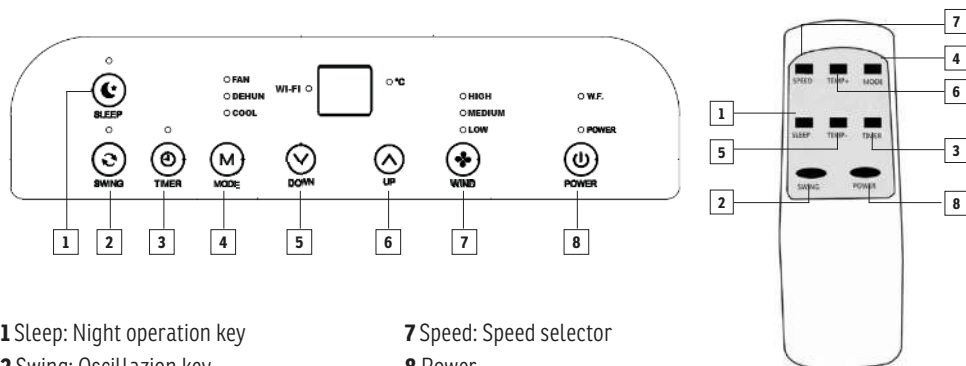 FAN
DEHUN
COOL
WI-FI
°C
HIGH
MEDIUM
LOW
W.F.
POWER
SLEEP
SWING
TIMER
MODE
DOWN
UP
WIND
POWER
1
2
3
4
5
6
7
8
7
4
6
SPEED
TEMP+
MODE
1
SLEEP
TEMP-
TIMER
5
3
2
SWING
POWER
8
1 Sleep: Night operation key
2 Swing: Oscillazion key
7 Speed: Speed selector
8 Power